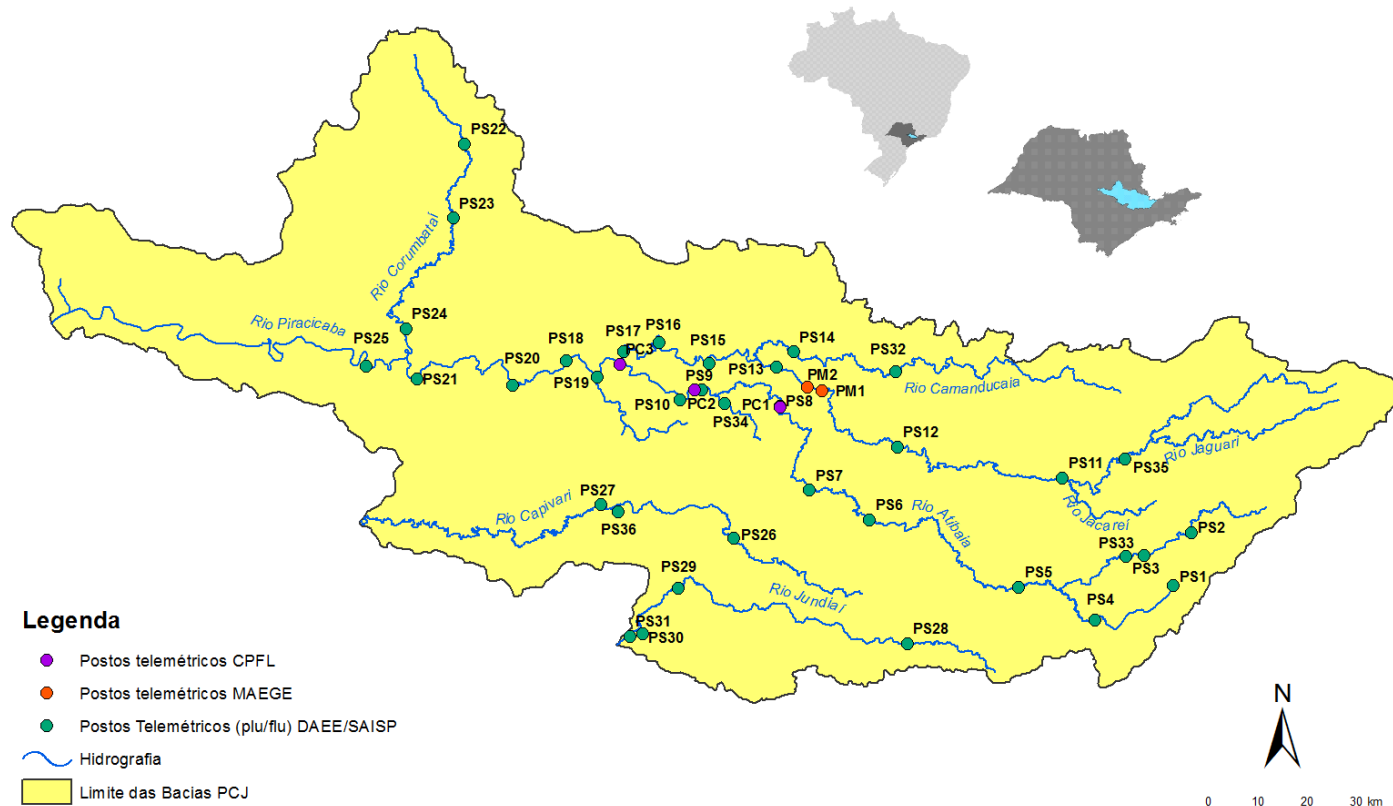 PS22
PS23
Rio Corumbataí
PS24
Rio Piracicaba
PS25
PS21
PS20
PS18
PS19
PS17
PC3
PS16
PS15
PS14
PS13
PS32
Rio Camanducaia
PM2
PM1
PS9
PC2
PS10
PS34
PC1
PS8
PS12
PS11
PS35
Rio Jaguari
Rio Jacareí
PS7
PS6
Rio Atibaia
PS2
PS33
PS3
PS1
PS5
PS4
PS27
Rio Capivari
PS36
PS26
PS29
Rio Jundiaí
PS28
PS31
PS30
Legenda
Postos telemétricos CPFL
Postos telemétricos MAEGE
Postos Telemétricos (plu/flu) DAEE/SAISP
Hidrografia
Limite das Bacias PCJ
N
0 10 20 30 km